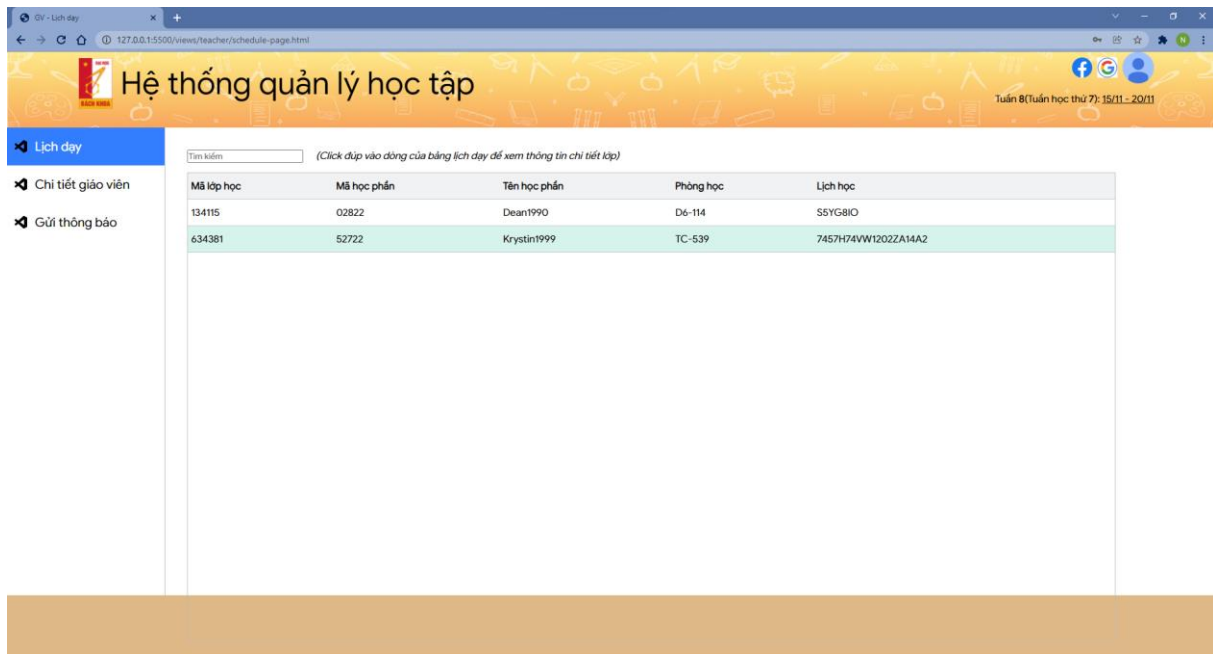 GV - Lịch dạy
127.0.0.1:5500/views/teacher/schedule-page.html
BÁCH KHOA
Hệ thống quản lý học tập
Tuần 8(Tuần học thứ 7): 15/11 - 20/11
Lịch dạy
Chi tiết giáo viên
Gửi thông báo
Tìm kiếm (Click đúp vào dòng của bảng lịch dạy để xem thông tin chi tiết lớp)
Mã lớp học Mã học phần Tên học phần Phòng học Lịch học
134115 02822 Dean1990 D6-114 S5YG8IO
634381 52722 Krystin1999 TC-539 7457H74VW1202ZA14A2